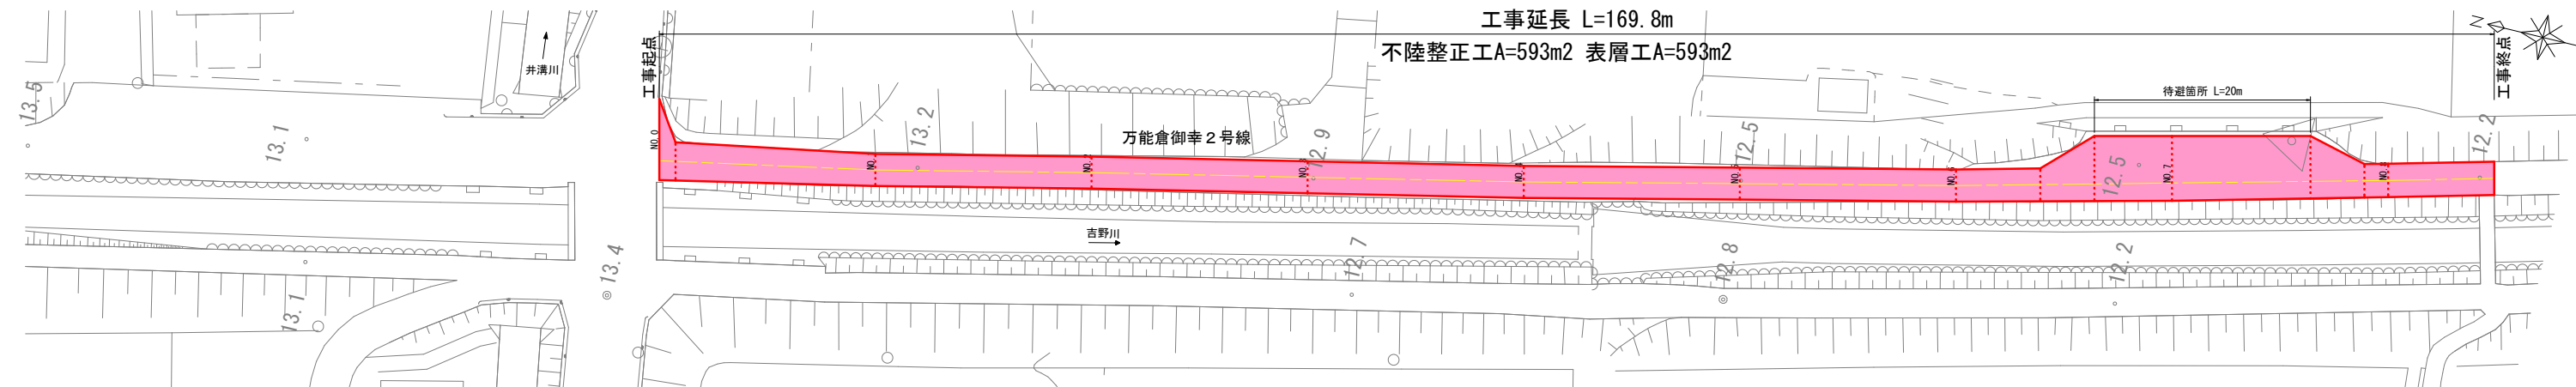 工事延長 L=169.8m
不陸整正工A=593m2 表層工A=593m2
工事起点
工事終点
N
井溝川
待避箇所 L=20m
万能倉御幸2号線
吉野川
13.5
13.1
13.2
12.9
12.5
12.5
12.2
13.4
12.7
12.8
12.2
13.1
NO.0
NO.7
NO.8